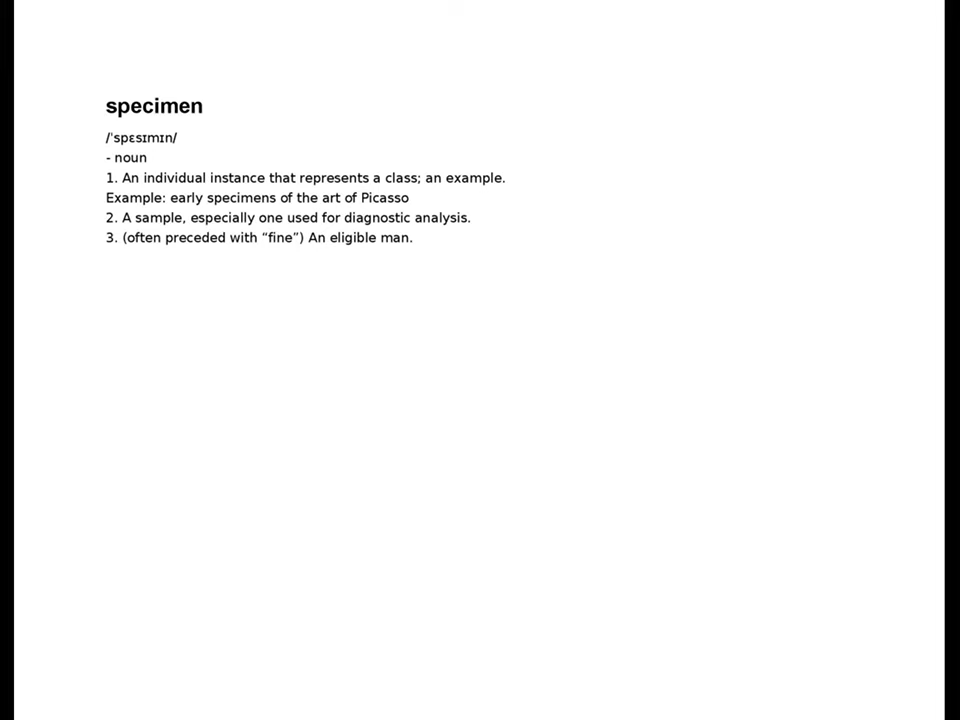 specimen
/ˈspɛsɪmɪn/
- noun
1. An individual instance that represents a class; an example.
Example: early specimens of the art of Picasso
2. A sample, especially one used for diagnostic analysis.
3. (often preceded with “fine”) An eligible man.